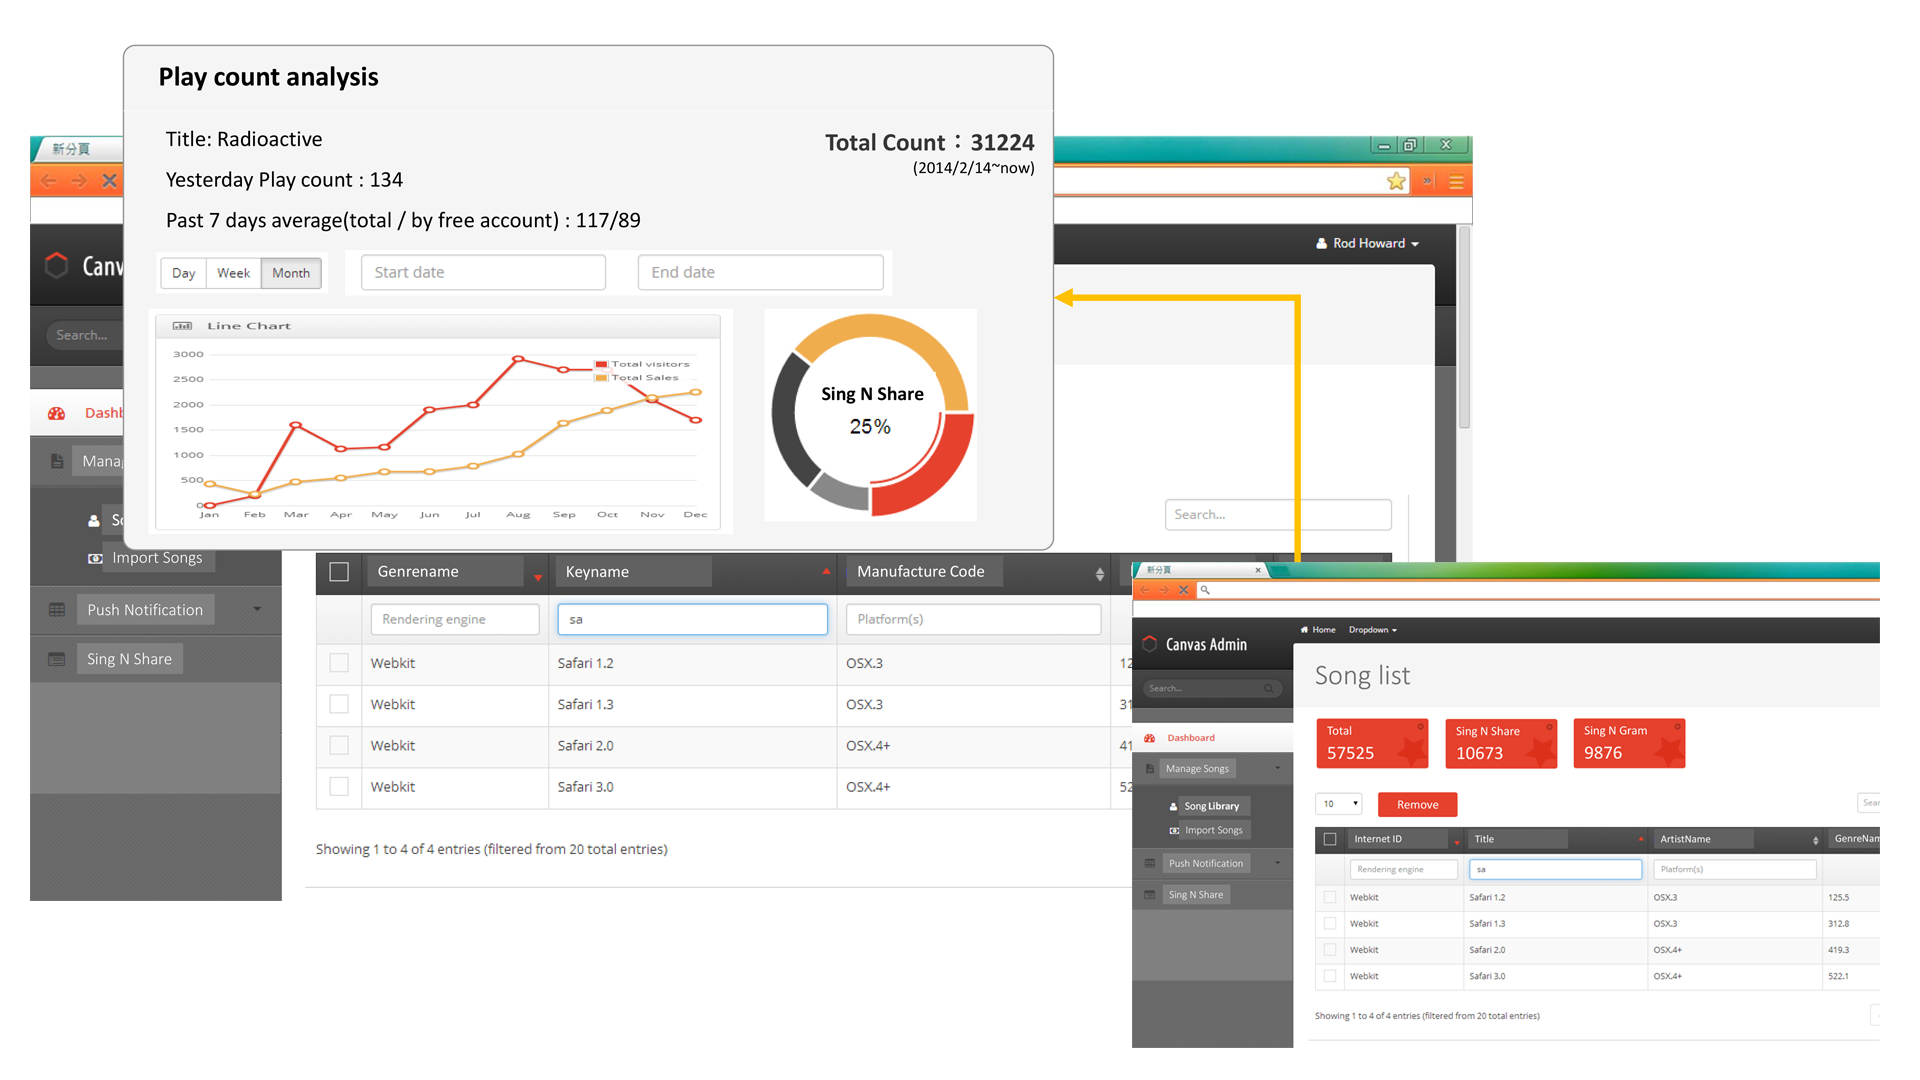 Play count analysis
Title: Radioactive
Total Count：31224
(2014/2/14~now)
Yesterday Play count : 134
Past 7 days average(total / by free account) : 117/89
Day Week Month
Start date
End date
Line Chart
Total visitors
Total Sales
3000
2500
2000
1500
1000
500
0
Jan Feb Mar Apr May Jun Jul Aug Sep Oct Nov Dec
Sing N Share
25%
新分頁
Rod Howard
Canv
Search...
Dashb
Manag
So
Import Songs
Push Notification
Sing N Share
Search...
Genrename Keyname Manufacture Code
Rendering engine sa Platform(s)
Webkit Safari 1.2 OSX.3 12
Webkit Safari 1.3 OSX.3 31
Webkit Safari 2.0 OSX.4+ 41
Webkit Safari 3.0 OSX.4+ 52
Showing 1 to 4 of 4 entries (filtered from 20 total entries)
新分頁
Home Dropdown
Canvas Admin
Search...
Dashboard
Manage Songs
Song Library
Import Songs
Push Notification
Sing N Share
Song list
Total
57525
Sing N Share
10673
Sing N Gram
9876
10
Remove
Sear
Internet ID Title ArtistName GenreNam
Rendering engine sa Platform(s)
Webkit Safari 1.2 OSX.3 125.5
Webkit Safari 1.3 OSX.3 312.8
Webkit Safari 2.0 OSX.4+ 419.3
Webkit Safari 3.0 OSX.4+ 522.1
Showing 1 to 4 of 4 entries (filtered from 20 total entries)